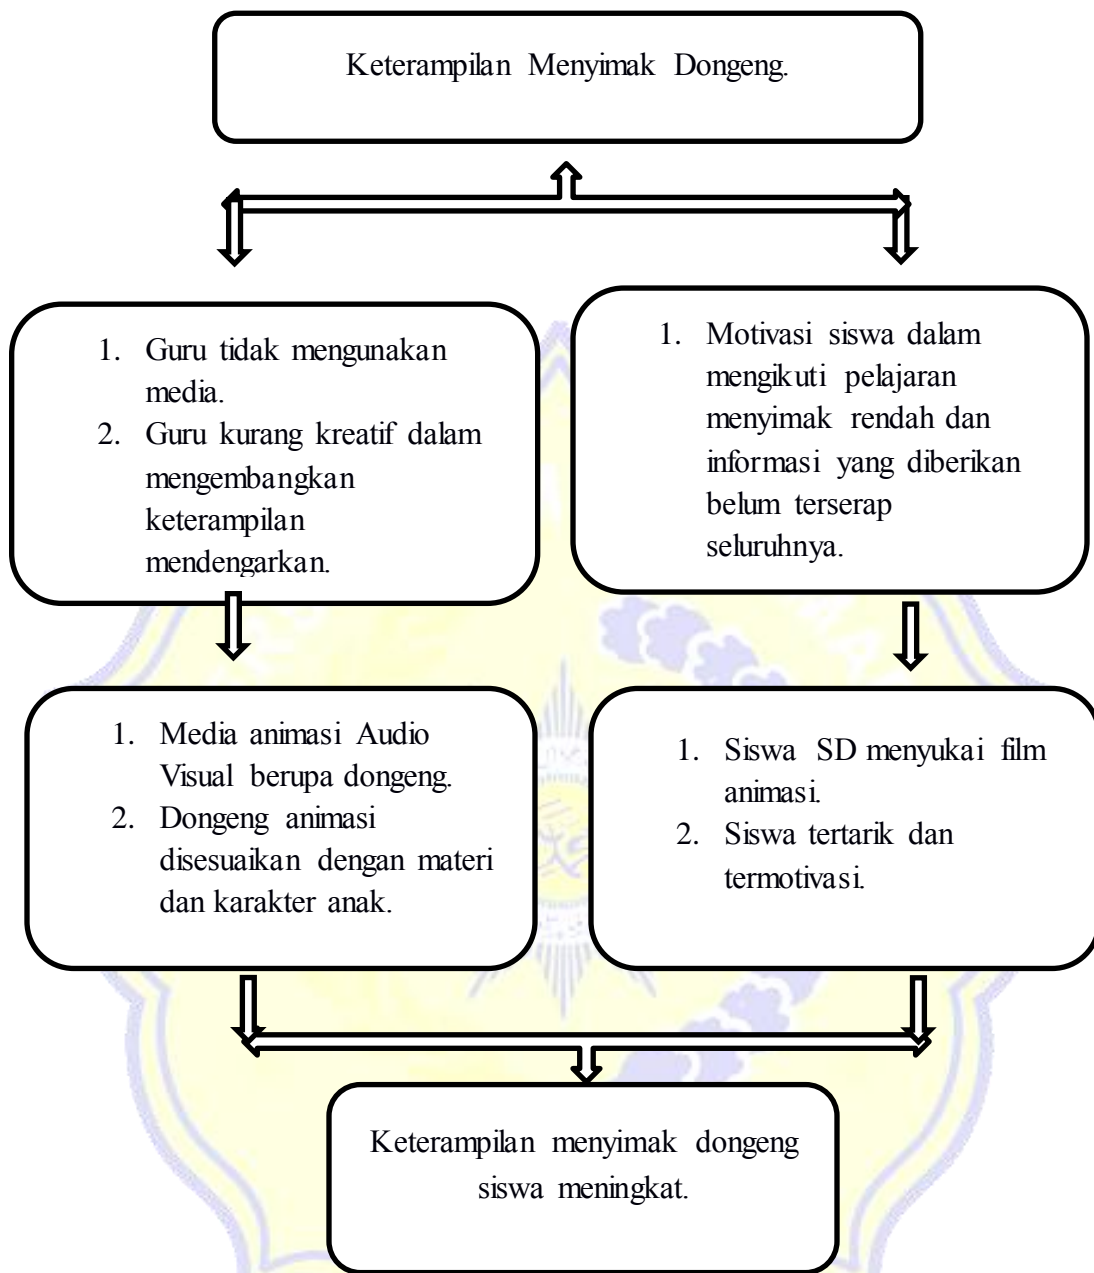 Keterampilan Menyimak Dongeng.
1. Guru tidak mengunakan
media.
2. Guru kurang kreatif dalam
mengembangkan
keterampilan
mendengarkan.
1. Motivasi siswa dalam
mengikuti pelajaran
menyimak rendah dan
informasi yang diberikan
belum terserap
seluruhnya.
1. Media animasi Audio
Visual berupa dongeng.
2. Dongeng animasi
disesuaikan dengan materi
dan karakter anak.
1. Siswa SD menyukai film
animasi.
2. Siswa tertarik dan
termotivasi.
Keterampilan menyimak dongeng
siswa meningkat.